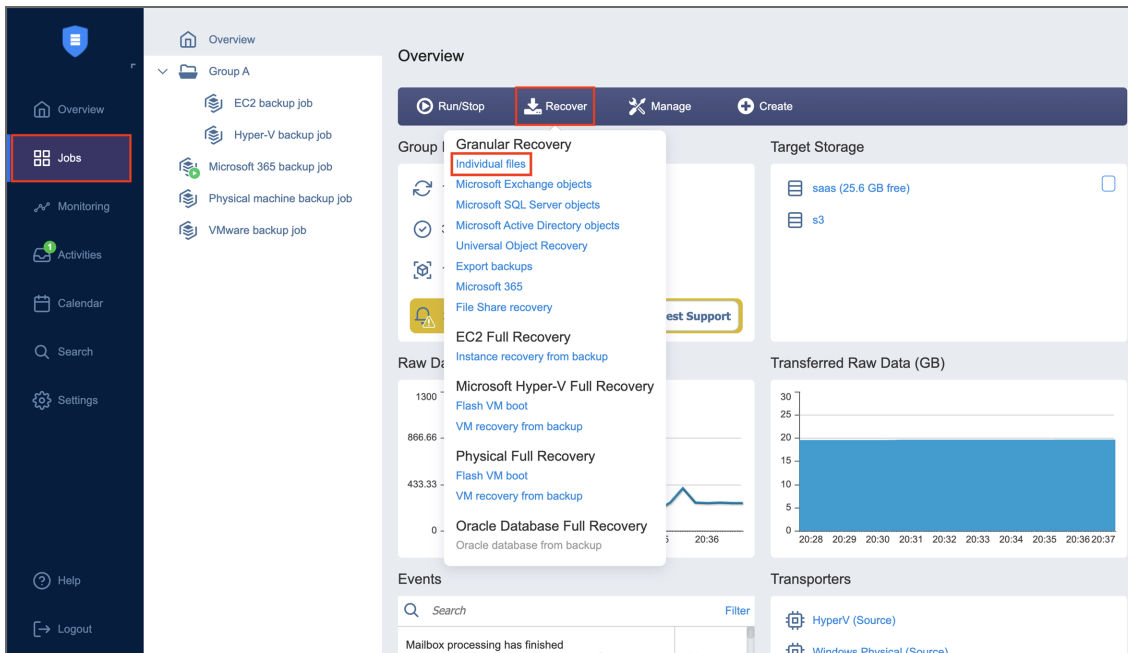 Overview
Jobs
Monitoring
1
Activities
Calendar
Search
Settings
Help
Logout
Overview
Group A
EC2 backup job
Hyper-V backup job
Microsoft 365 backup job
Physical machine backup job
VMware backup job
Overview
Run/Stop
Recover
Manage
Create
Group
Granular Recovery
Individual files
Microsoft Exchange objects
Microsoft SQL Server objects
Microsoft Active Directory objects
Universal Object Recovery
Export backups
Microsoft 365
File Share recovery
EC2 Full Recovery
Instance recovery from backup
Microsoft Hyper-V Full Recovery
Flash VM boot
VM recovery from backup
Physical Full Recovery
Flash VM boot
VM recovery from backup
Oracle Database Full Recovery
Oracle database from backup
est Support
Target Storage
saas (25.6 GB free)
s3
Raw Da
1300
866.66
433.33
0
20:36
Transferred Raw Data (GB)
30
25
20
15
10
5
0
20:28 20:29 20:30 20:31 20:32 20:33 20:34 20:35 20:36 20:37
Events
Search
Filter
Mailbox processing has finished
Transporters
HyperV (Source)
Windows Physical (Source)